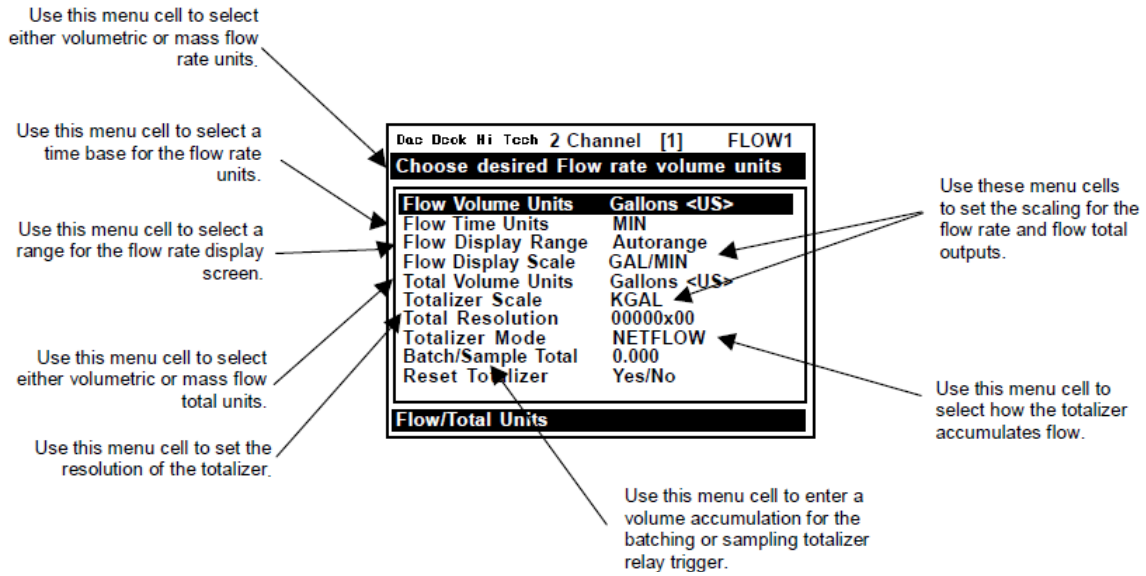 Use this menu cell to select
either volumetric or mass flow
rate units.
Use this menu cell to select a
time base for the flow rate
units.
Use this menu cell to select a
range for the flow rate display
screen.
Use this menu cell to select
either volumetric or mass flow
total units.
Use this menu cell to set the
resolution of the totalizer.
2 Channel [1] FLOW1
Choose desired Flow rate volume units
Flow Volume Units Gallons <US>
Flow Time Units MIN
Flow Display Range Autorange
Flow Display Scale GAL/MIN
Total Volume Units Gallons <US>
Totalizer Scale KGAL
Total Resolution 00000x00
Totalizer Mode NETFLOW
Batch/Sample Total 0.000
Reset Totalizer Yes/No
Flow/Total Units
Use these menu cells
to set the scaling for the
flow rate and flow total
outputs.
Use this menu cell to
select how the totalizer
accumulates flow.
Use this menu cell to enter a
volume accumulation for the
batching or sampling totalizer
relay trigger.